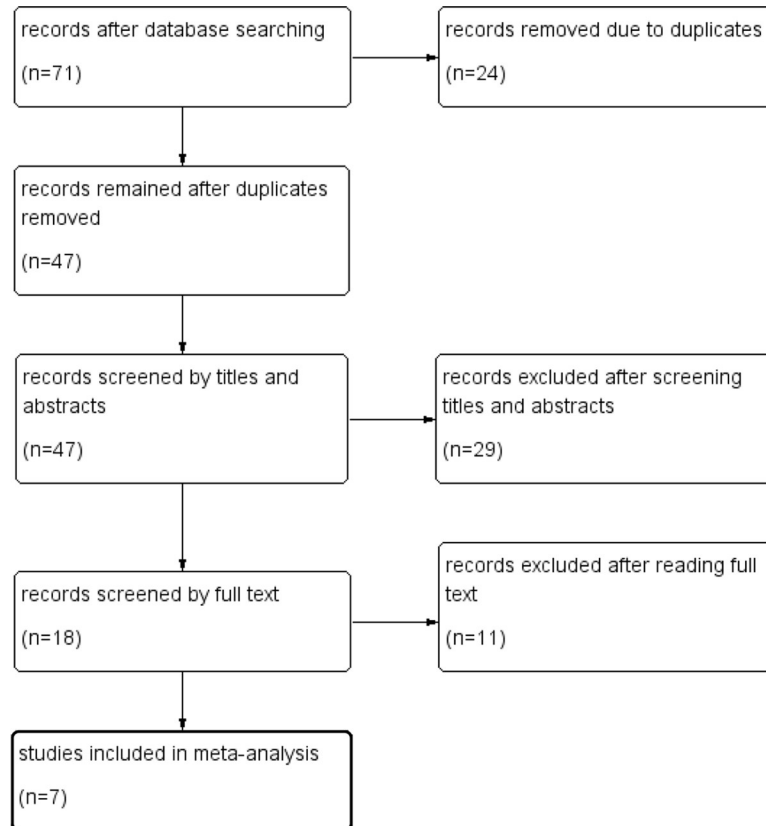 records after database searching
(n=71)
records removed due to duplicates
(n=24)
records remained after duplicates
removed
(n=47)
records screened by titles and
abstracts
(n=47)
records excluded after screening
titles and abstracts
(n=29)
records screened by full text
(n=18)
records excluded after reading full
text
(n=11)
studies included in meta-analysis
(n=7)